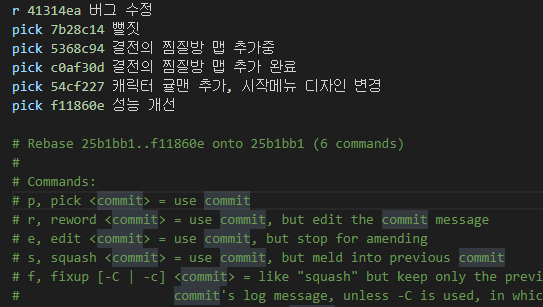 r 41314ea 버그 수정
pick 7b28c14 뻘짓
pick 5368c94 결전의 찜질방 맵 추가중
pick c0af30d 결전의 찜질방 맵 추가 완료
pick 54cf227 캐릭터 귤맨 추가, 시작메뉴 디자인 변경
pick f11860e 성능 개선
# Rebase 25b1bb1..f11860e onto 25b1bb1 (6 commands)
#
# Commands:
# p, pick <commit> = use commit
# r, reword <commit> = use commit, but edit the commit message
# e, edit <commit> = use commit, but stop for amending
# s, squash <commit> = use commit, but meld into previous commit
# f, fixup [-C | -c] <commit> = like "squash" but keep only the previ
# commit's log message, unless -C is used, in whic